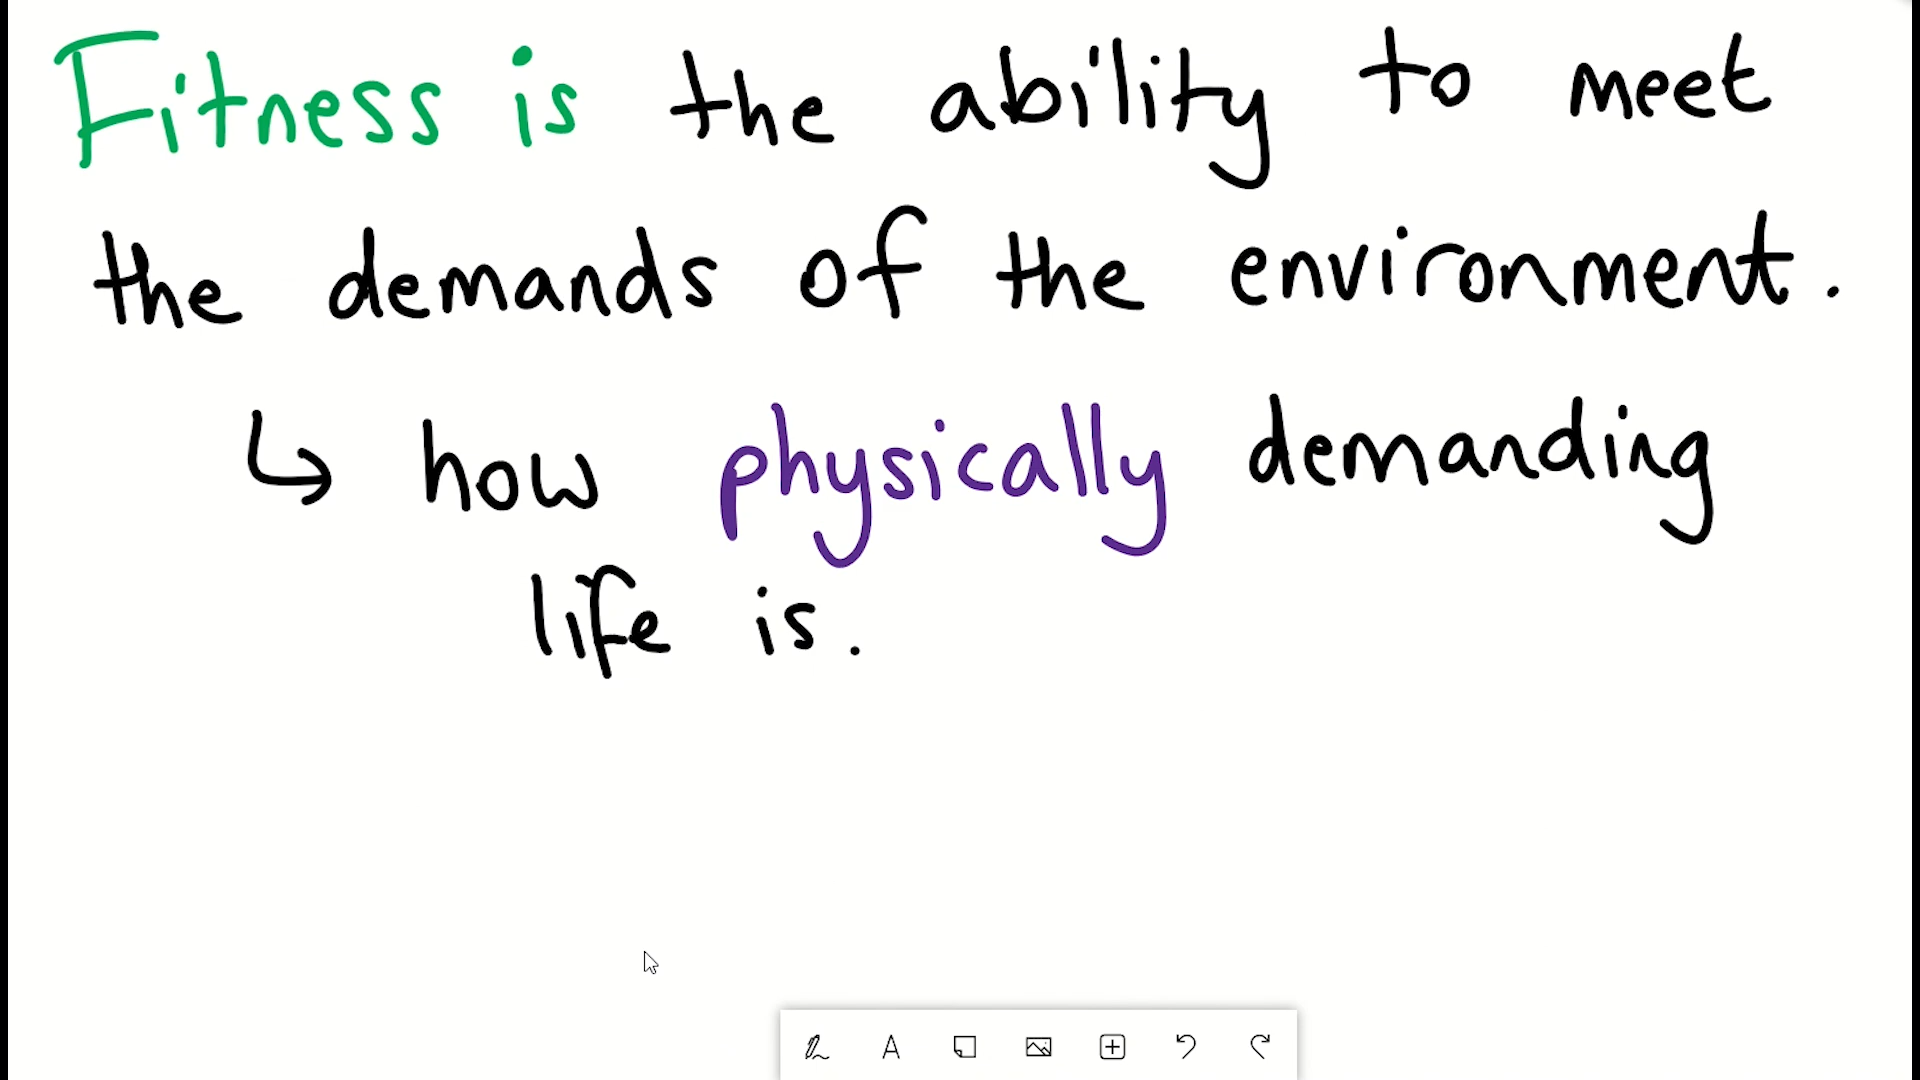 Fitness is the ability to meet
the demands of the environment.
↳ how physically demanding
life is.